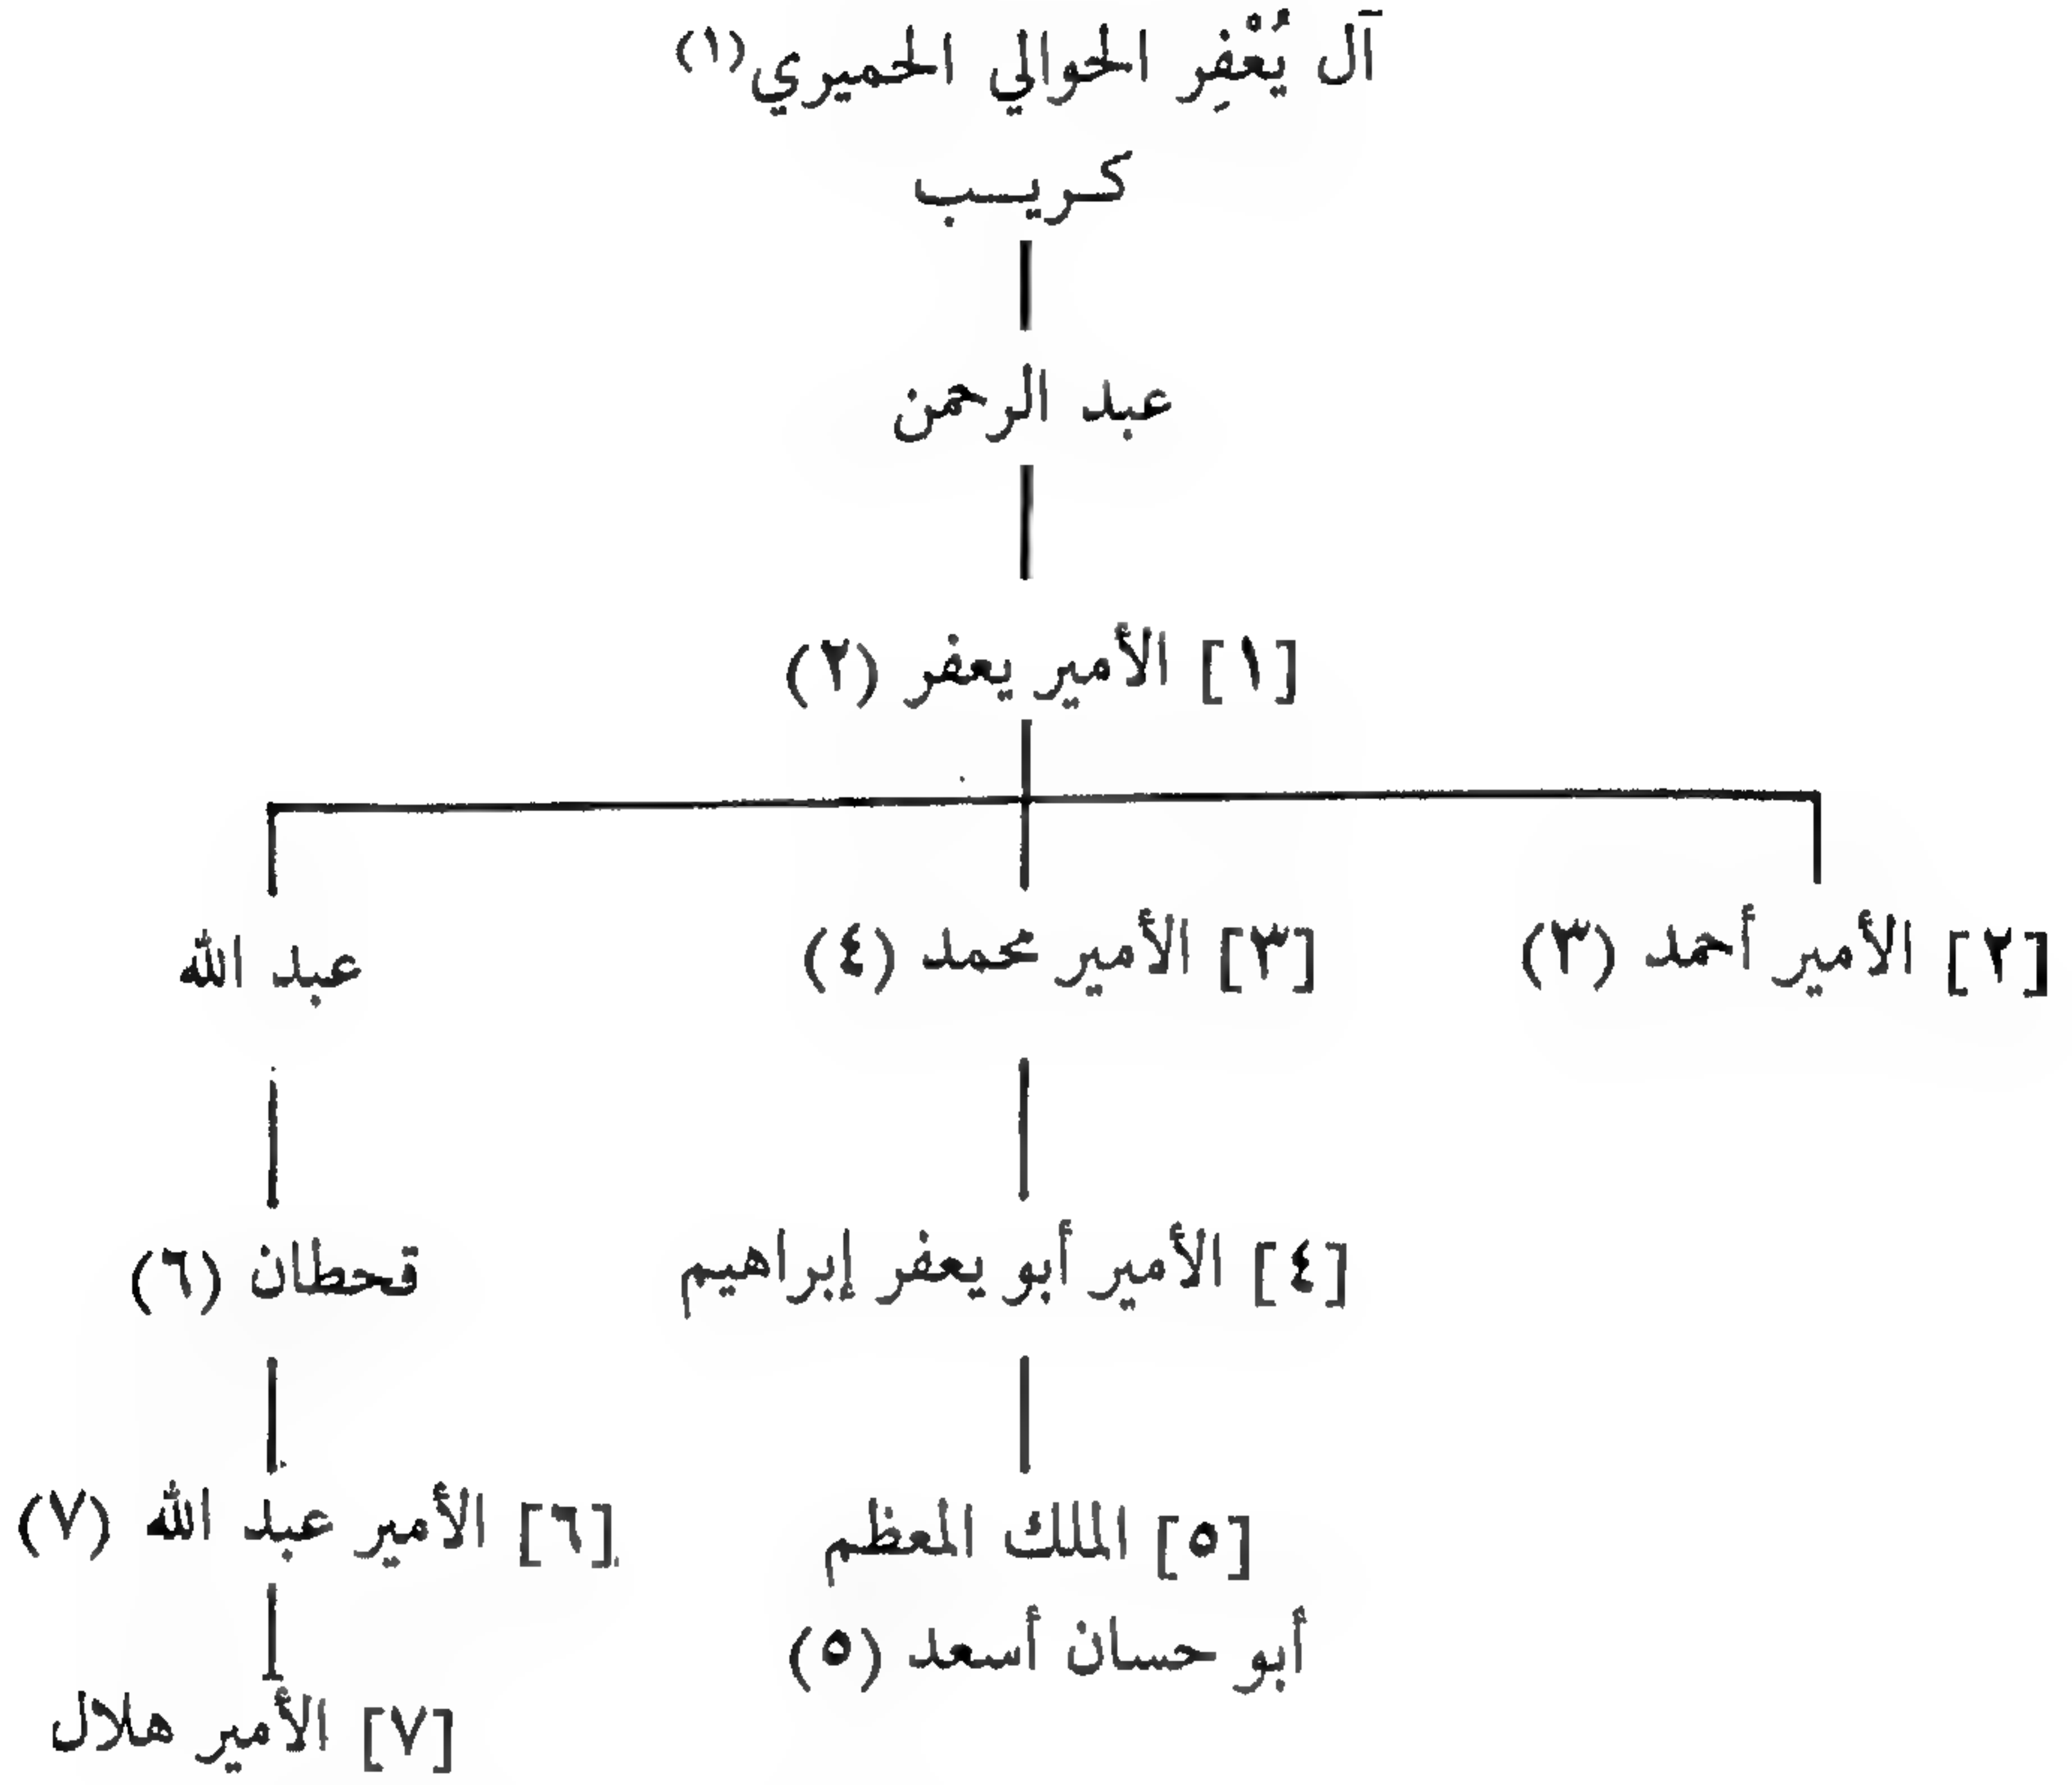 آل يُعْفِر الحوالي الحميري(١)
كريب
عبد الرحمن
[١] الأمير يعفر (٢)
[٢] الأمير أحمد (٣)
[٣] الأمير محمد (٤)
عبد الله
[٤] الأمير أبو يعفر إبراهيم
قحطان (٦)
[٥] الملك المعظم
أبو حسان أسعد (٥)
[٦] الأمير عبد الله (٧)
[٧] الأمير هلال